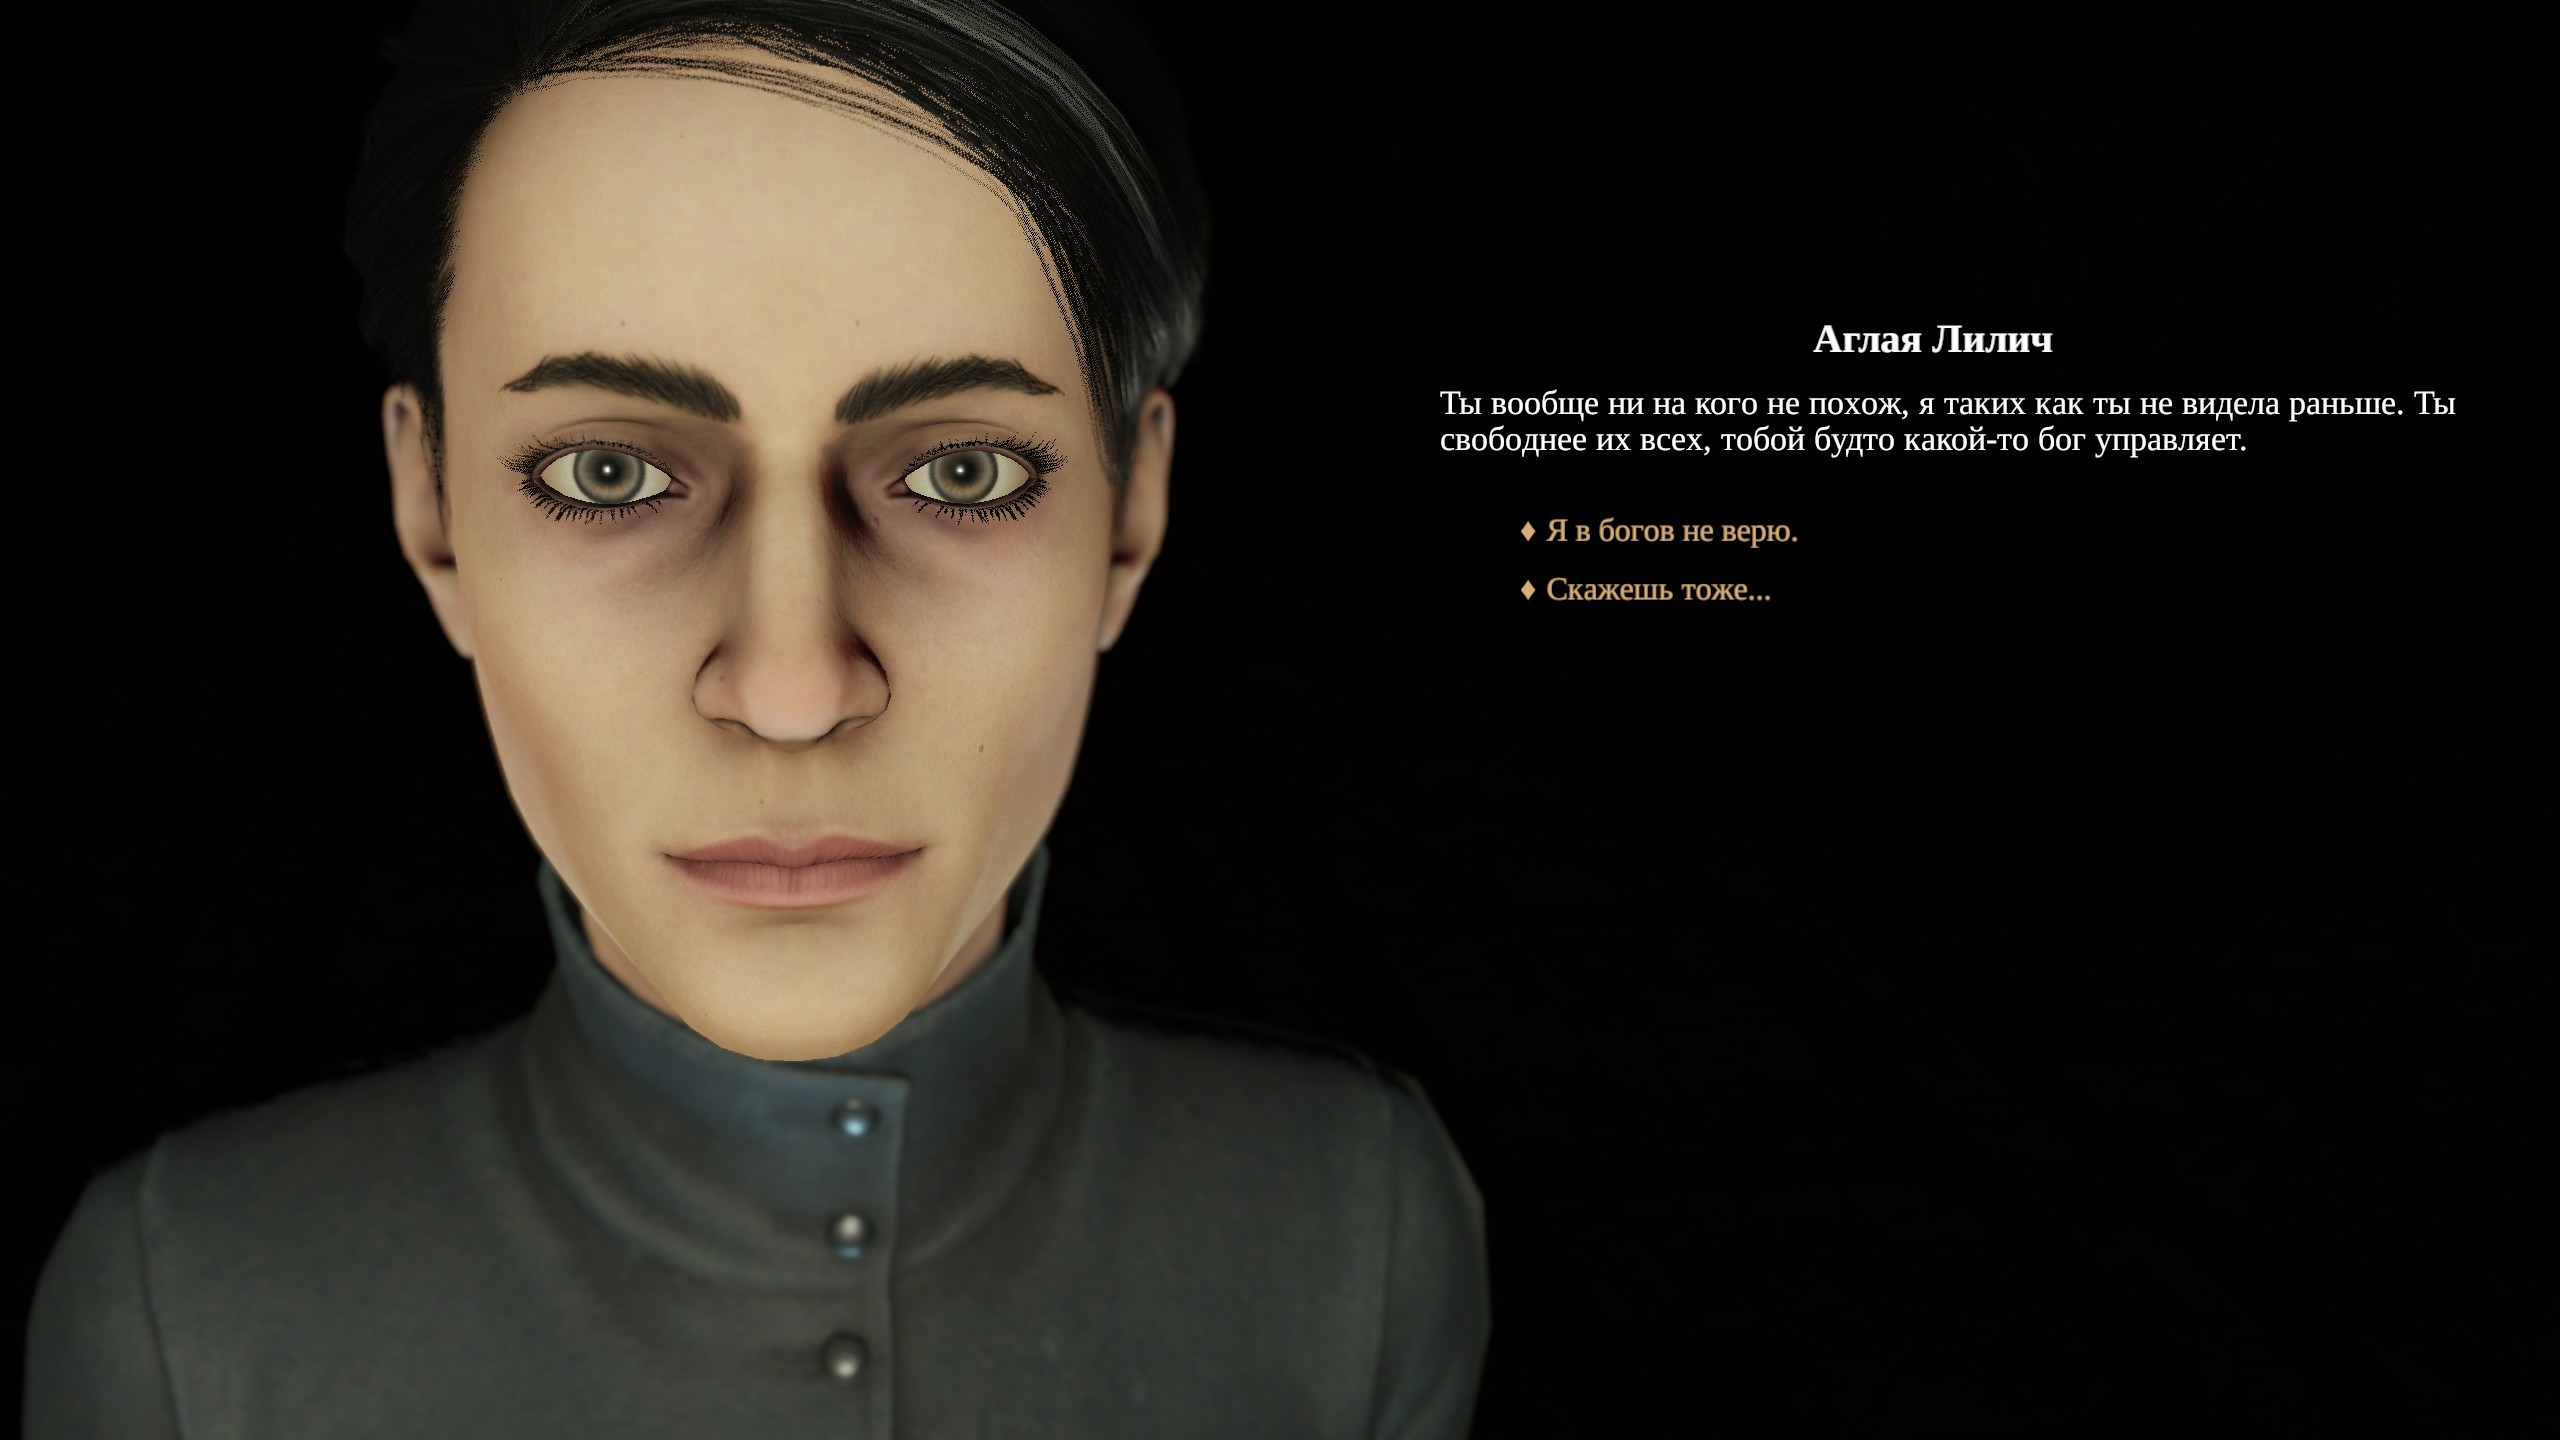 Аглая Лилич
Ты вообще ни на кого не похож, я таких как ты не видела раньше. Ты
свободнее их всех, тобой будто какой-то бог управляет.
♦ Я в богов не верю.
♦ Скажешь тоже...